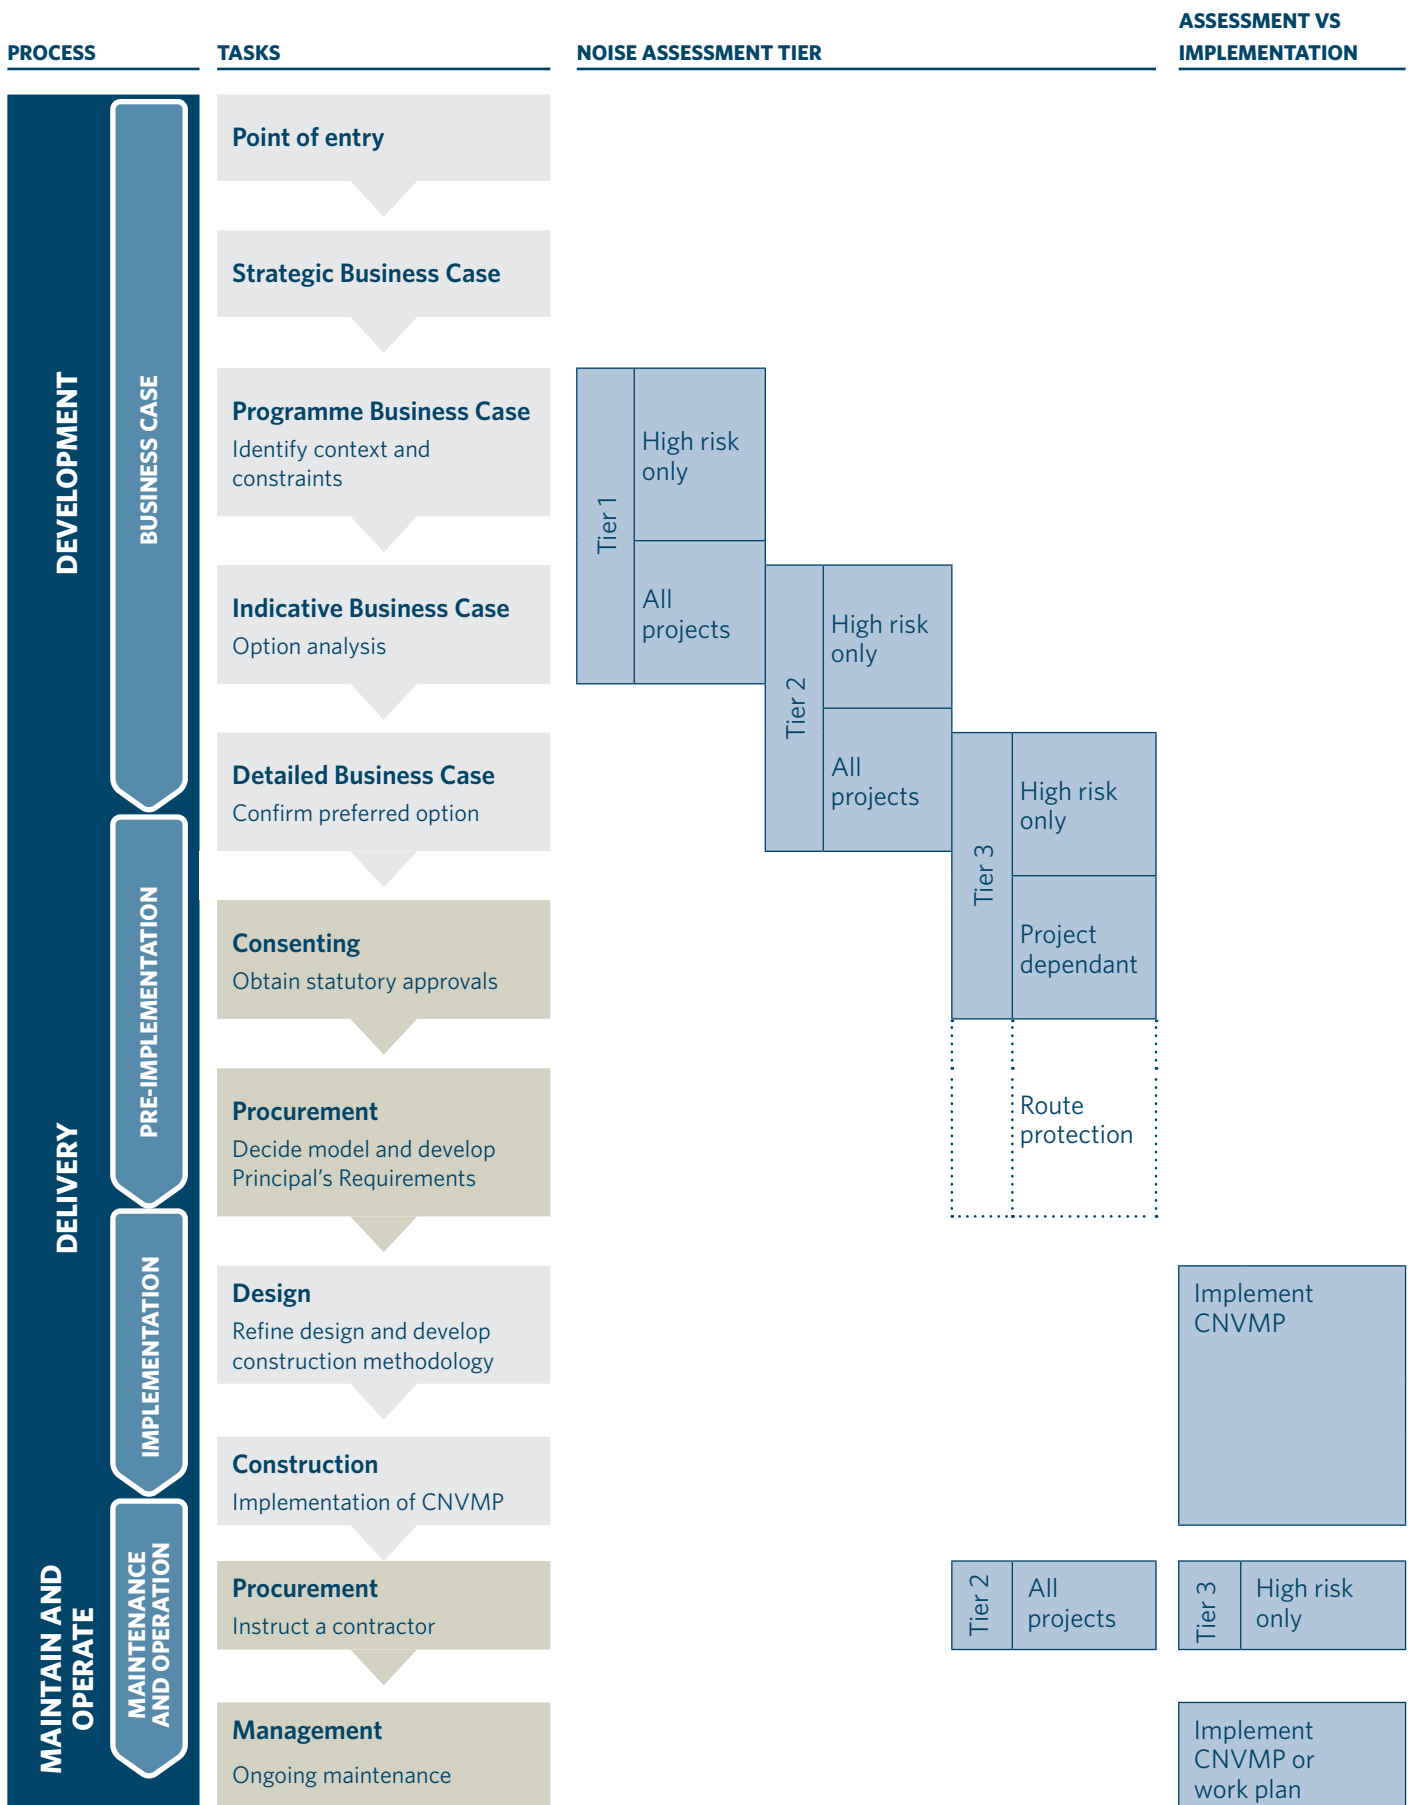 PROCESS
TASKS
NOISE ASSESSMENT TIER
ASSESSMENT VS
IMPLEMENTATION
DEVELOPMENT
BUSINESS CASE
Point of entry
Strategic Business Case
Programme Business Case
Identify context and
constraints
Tier 1
High risk
only
All
projects
Indicative Business Case
Option analysis
Tier 2
High risk
only
All
projects
Detailed Business Case
Confirm preferred option
Tier 3
High risk
only
Project
dependant
Route
protection
DELIVERY
PRE-IMPLEMENTATION
Consenting
Obtain statutory approvals
Procurement
Decide model and develop
Principal’s Requirements
IMPLEMENTATION
Design
Refine design and develop
construction methodology
Implement
CNVMP
Construction
Implementation of CNVMP
MAINTAIN AND
OPERATE
MAINTENANCE
AND OPERATION
Procurement
Instruct a contractor
Tier 2
All
projects
Tier 3
High risk
only
Management
Ongoing maintenance
Implement
CNVMP or
work plan